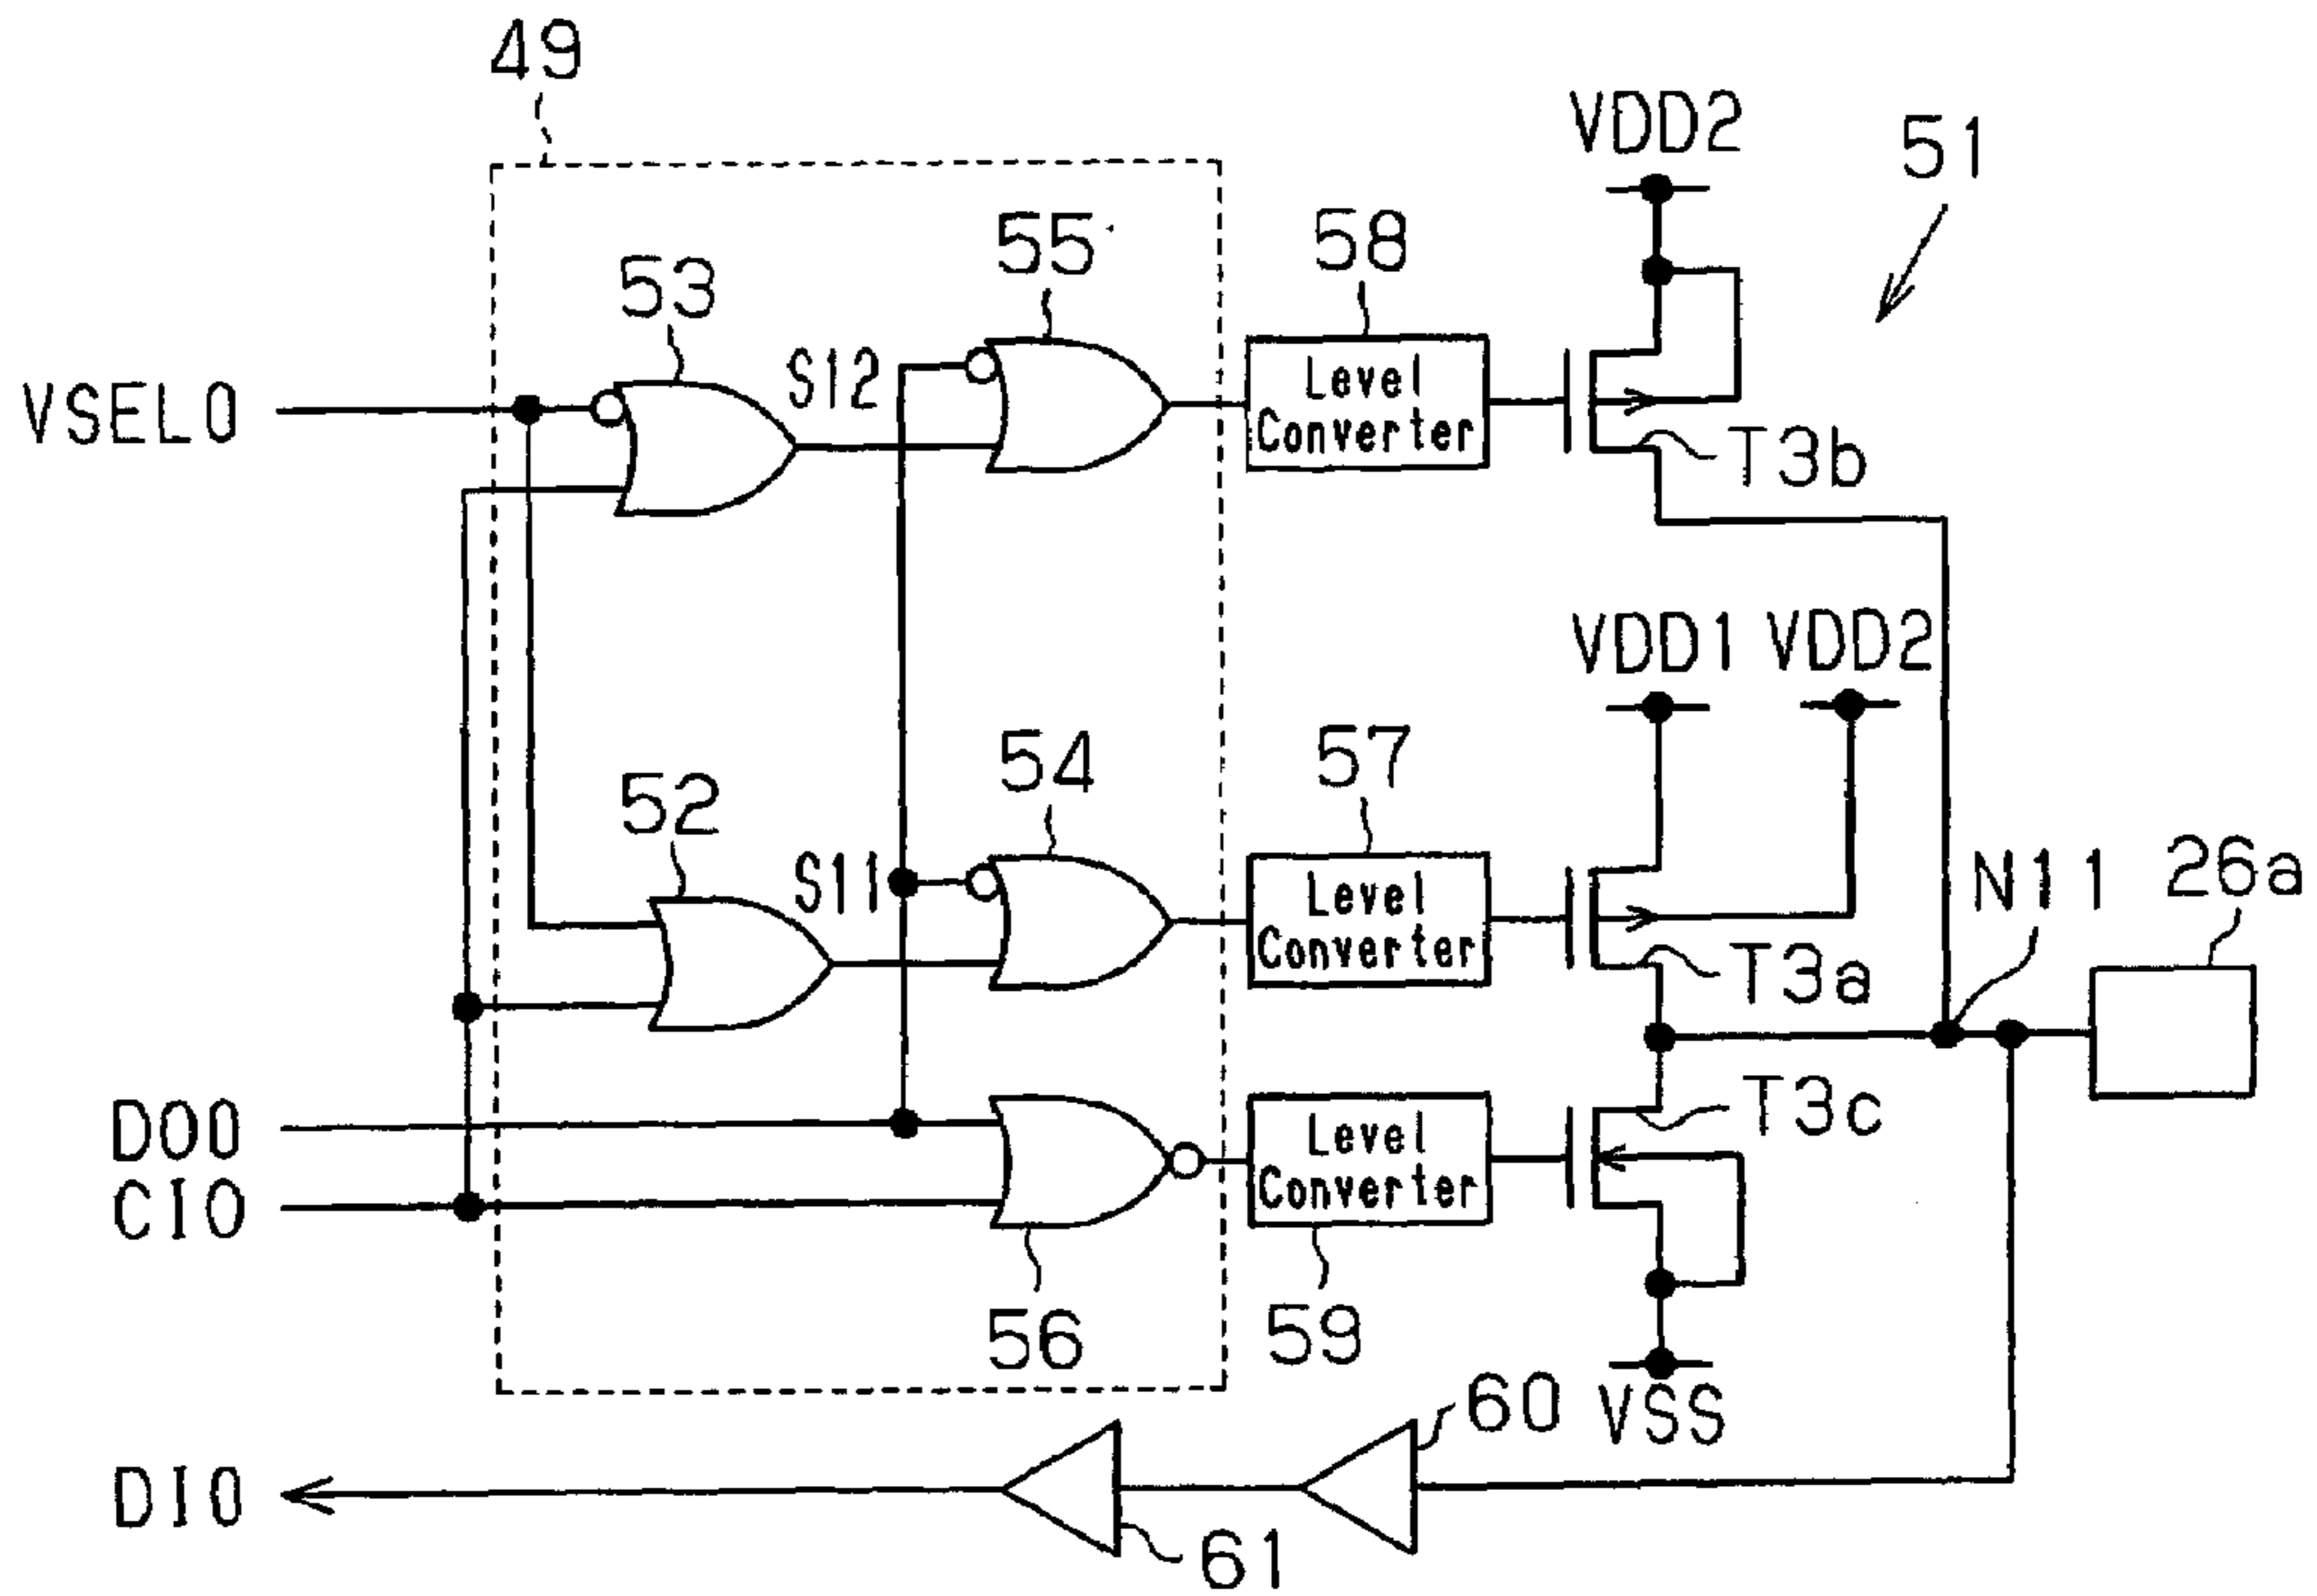 49
VDD2
51
55
58
53
S12
Level
Converter
VSEL0
T3b
VDD1
VDD2
57
54
52
S11
Level
Converter
N11
26a
T3a
DO0
Level
Converter
T3c
CI0
56
59
60
VSS
DI0
61